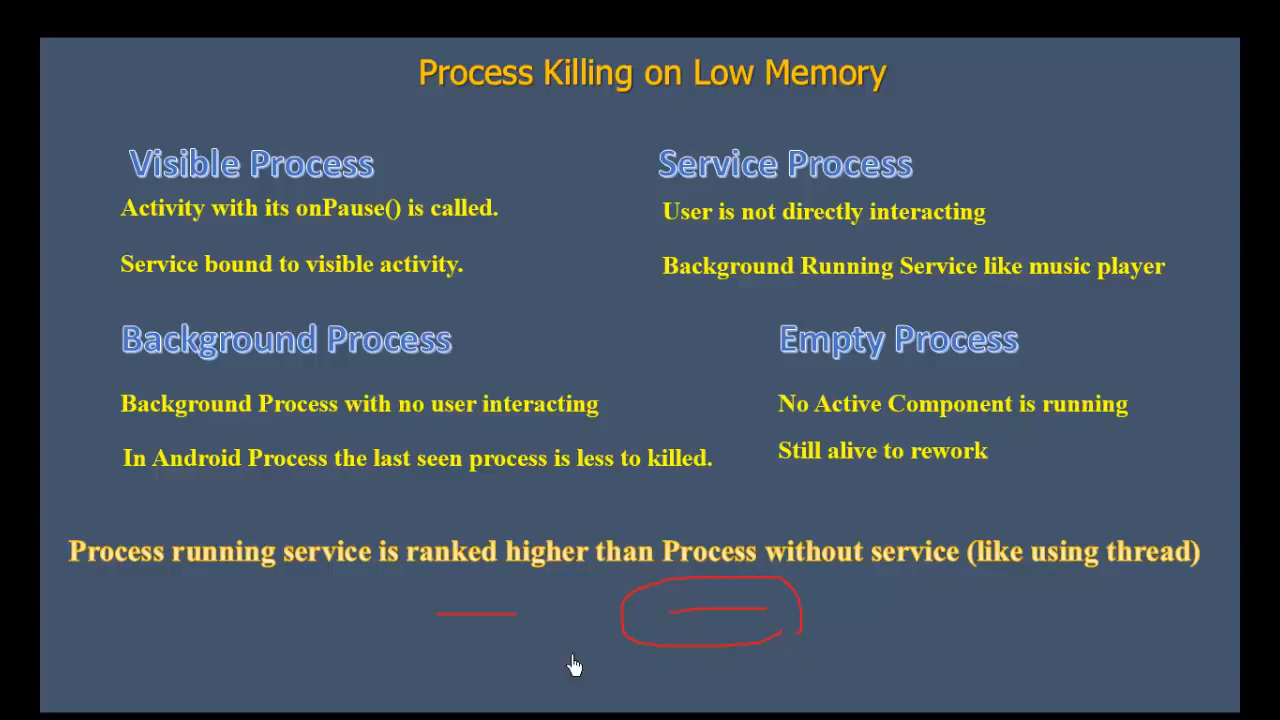 Process Killing on Low Memory
Visible Process
Activity with its onPause() is called.
Service bound to visible activity.
Service Process
User is not directly interacting
Background Running Service like music player
Background Process
Background Process with no user interacting
In Android Process the last seen process is less to killed.
Empty Process
No Active Component is running
Still alive to rework
Process running service is ranked higher than Process without service (like using thread)